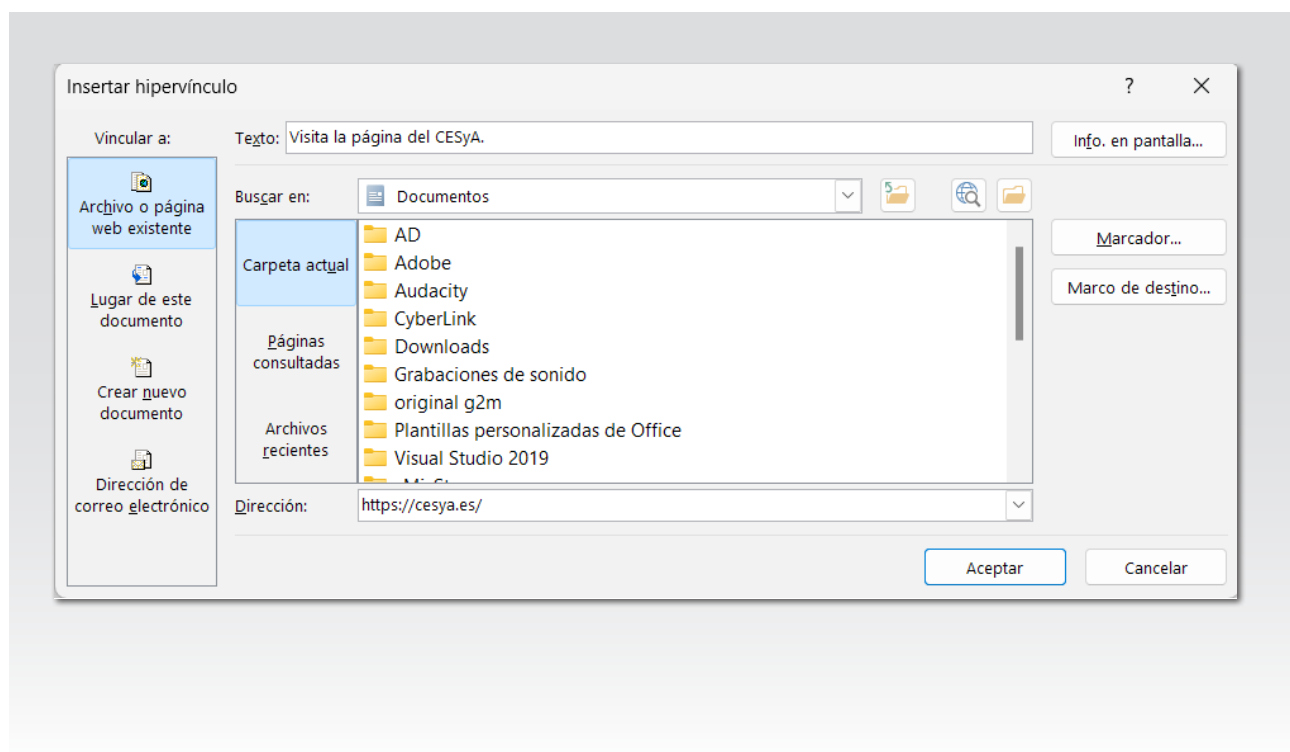 Insertar hipervínculo
?
Vincular a:
Texto: Visita la página del CESyA.
Info. en pantalla...
Archivo o página
web existente
Lugar de este
documento
Crear nuevo
documento
Dirección de
correo electrónico
Buscar en:
Documentos
Carpeta actual
Páginas
consultadas
Archivos
recientes
AD
Adobe
Audacity
CyberLink
Downloads
Grabaciones de sonido
original g2m
Plantillas personalizadas de Office
Visual Studio 2019
Marcador...
Marco de destino...
Dirección:
https://cesya.es/
Aceptar
Cancelar